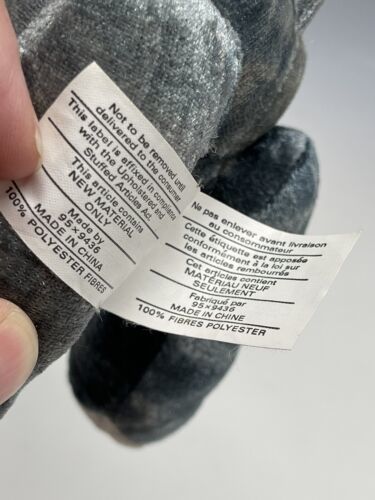 Not to be removed until
delivered to the consumer
This label is affixed in compliance
with the Upholstered and
Stuffed Articles Act.
This article contains
NEW MATERIAL
ONLY
Made by
95×9436
MADE IN CHINA
100% POLYESTER FIBRES
Ne pas enlever avant livraison
au consommateur
Cette étiquette est apposée
conformément à la loi sur
les articles rembourrés
Cet articles contient
MATÉRIAU NEUF
SEULEMENT
Fabriqué par
95×9436
MADE IN CHINE
100% FIBRES POLYESTER